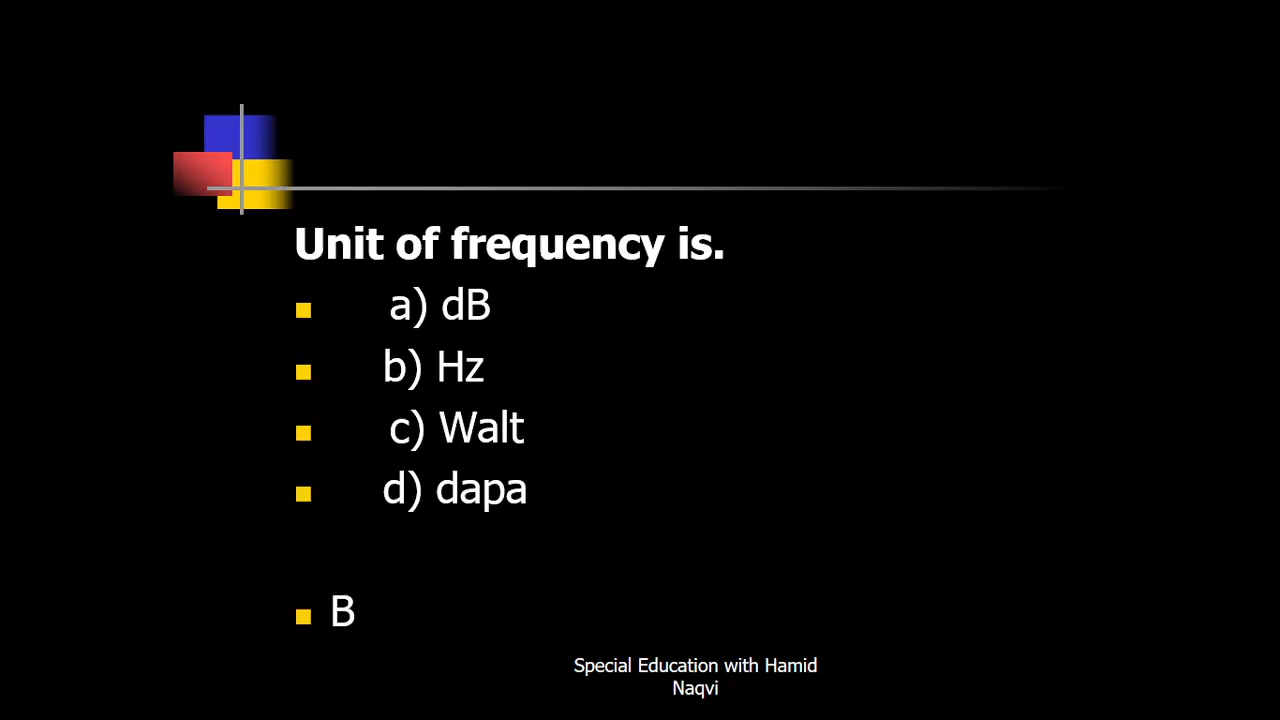 Unit of frequency is.
a) dB
b) Hz
c) Walt
d) dapa
B
Special Education with Hamid
Naqvi